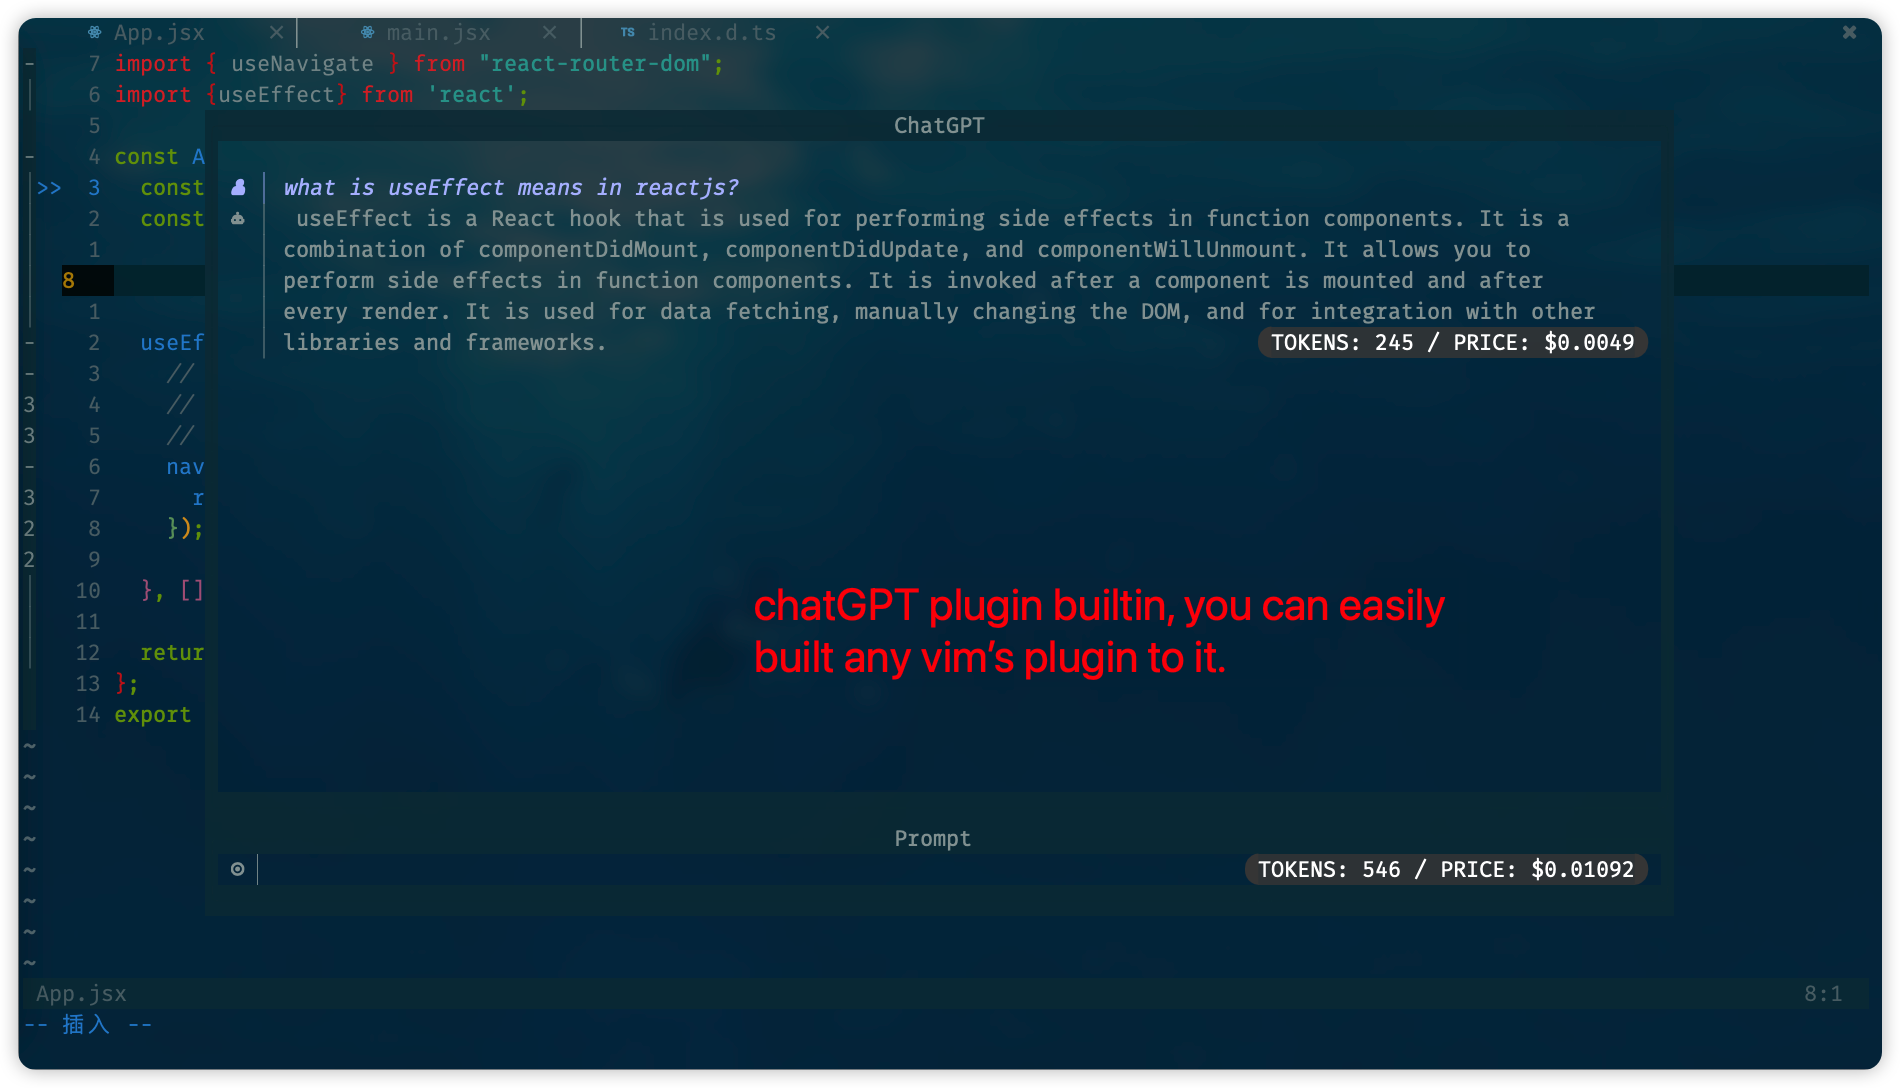 App.jsx × main.jsx × TS index.d.ts × ✖
- 7 import { useNavigate } from "react-router-dom";
6 import {useEffect} from 'react';
5
ChatGPT
- 4 const A
>> 3 const
what is useEffect means in reactjs?
2 const
useEffect is a React hook that is used for performing side effects in function components. It is a
1
combination of componentDidMount, componentDidUpdate, and componentWillUnmount. It allows you to
8
perform side effects in function components. It is invoked after a component is mounted and after
1
every render. It is used for data fetching, manually changing the DOM, and for integration with other
- 2 useEf
libraries and frameworks.
TOKENS: 245 / PRICE: $0.0049
- 3 //
3 4 //
3 5 //
- 6 nav
3 7 r
2 8 });
2 9
10 }, []
11
12 retur
13 };
14 export
chatGPT plugin builtin, you can easily
built any vim's plugin to it.
~
~
~
~
~
~
~
~
Prompt
TOKENS: 546 / PRICE: $0.01092
App.jsx 8:1
-- 插入 --